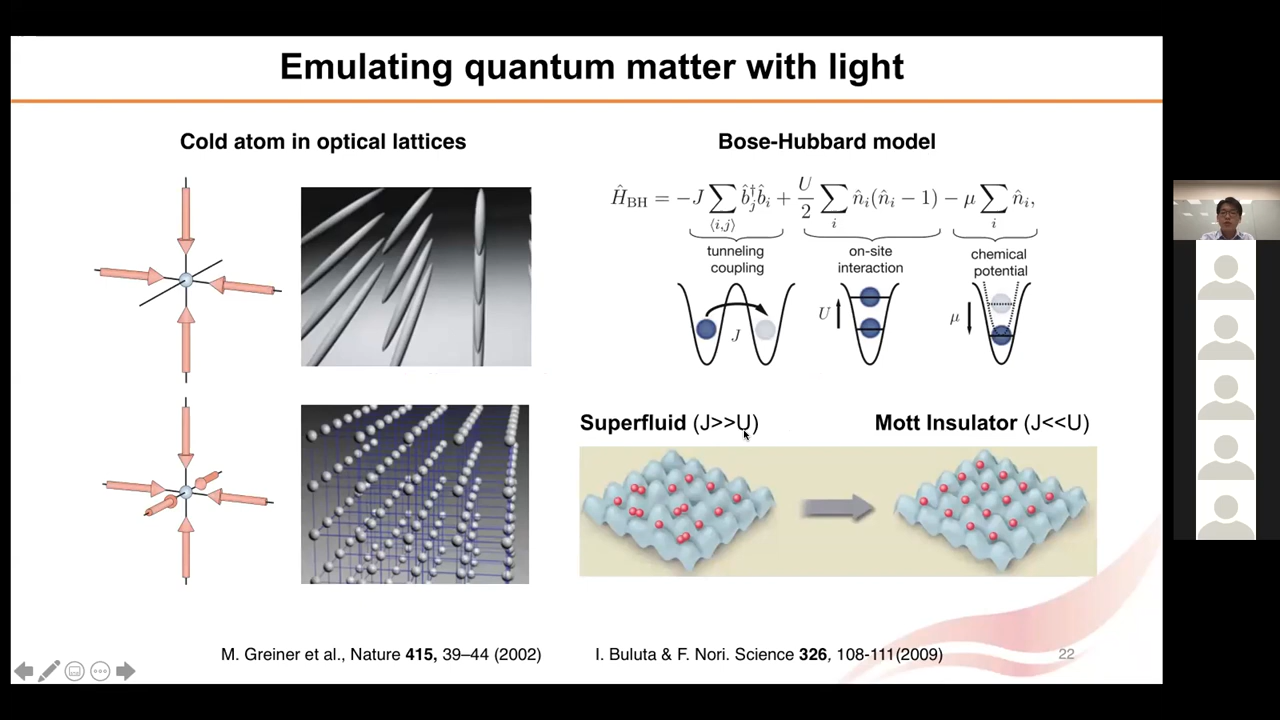 Emulating quantum matter with light
Cold atom in optical lattices
Bose-Hubbard model
Ĥ_BH = −J ∑_⟨i,j⟩ b̂†_j b̂_i + U/2 ∑_i n̂_i(n̂_i − 1) − μ ∑_i n̂_i,
tunneling
coupling
on-site
interaction
chemical
potential
J
U
μ
Superfluid (J>>U)
Mott Insulator (J<<U)
M. Greiner et al., Nature 415, 39–44 (2002)
I. Buluta & F. Nori. Science 326, 108-111(2009)
22